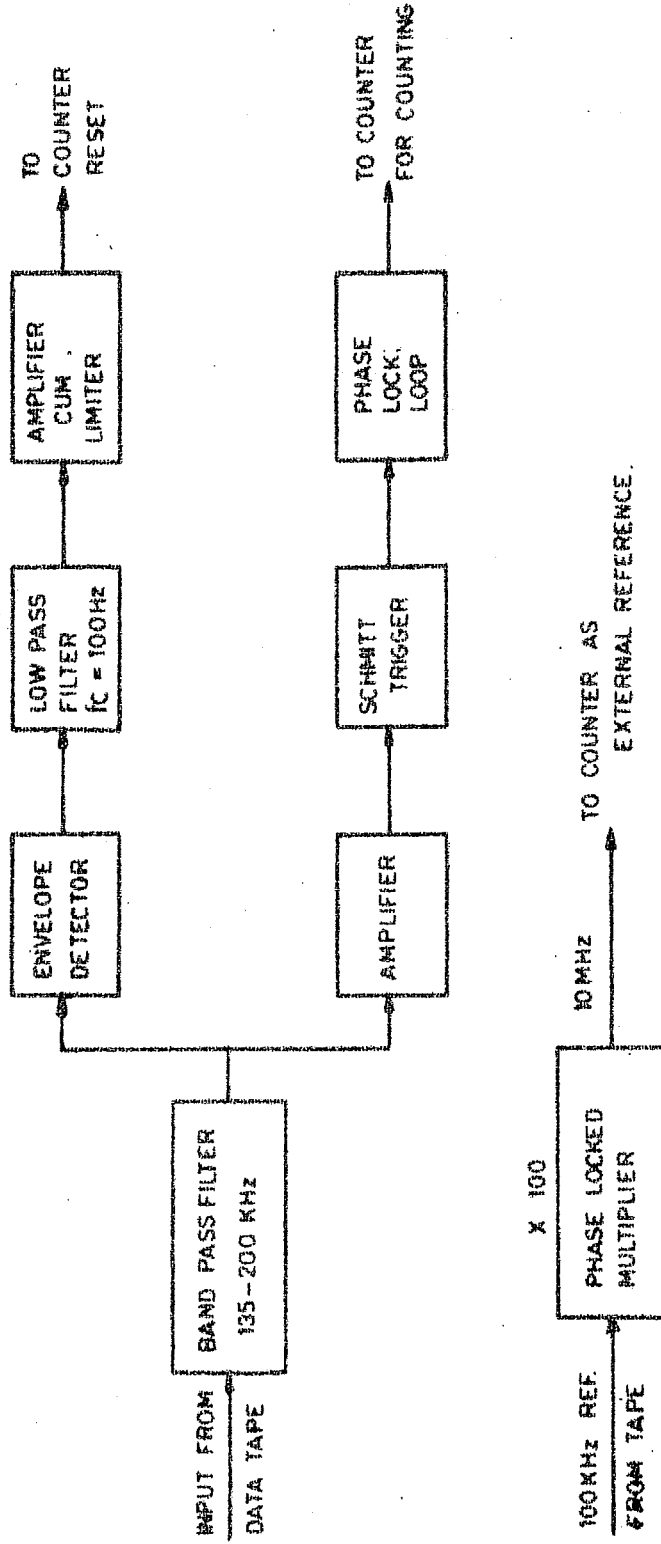 INPUT FROM
DATA TAPE
BAND PASS FILTER
135-200 KHz
ENVELOPE
DETECTOR
LOW PASS
FILTER
fC = 100Hz
AMPLIFIER
CUM.
LIMITER
TO
COUNTER
RESET
AMPLIFIER
SCHMITT
TRIGGER
PHASE
LOCK.
LOOP
TO COUNTER
FOR COUNTING
100KHz REF.
FROM TAPE
X 100
PHASE LOCKED
MULTIPLIER
10MHz
TO COUNTER AS
EXTERNAL REFERENCE.